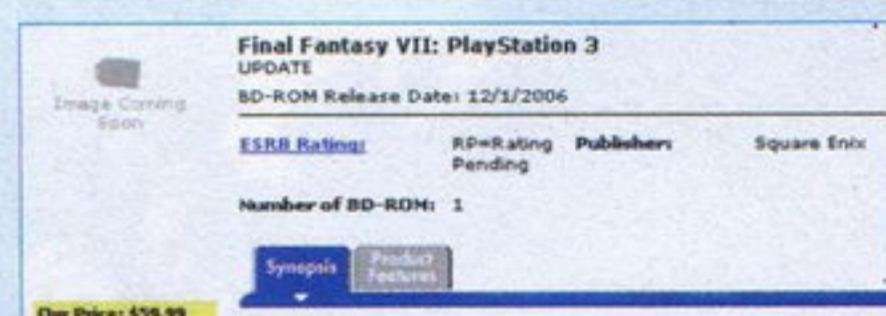 Final Fantasy VII: PlayStation 3
UPDATE
BD-ROM Release Date: 12/1/2006
Image Coming
Soon
ESRB Rating: RP=Rating Pending
Publisher: Square Enix
Number of BD-ROM: 1
Synopsis
Product
Features
Our Price: $59.99